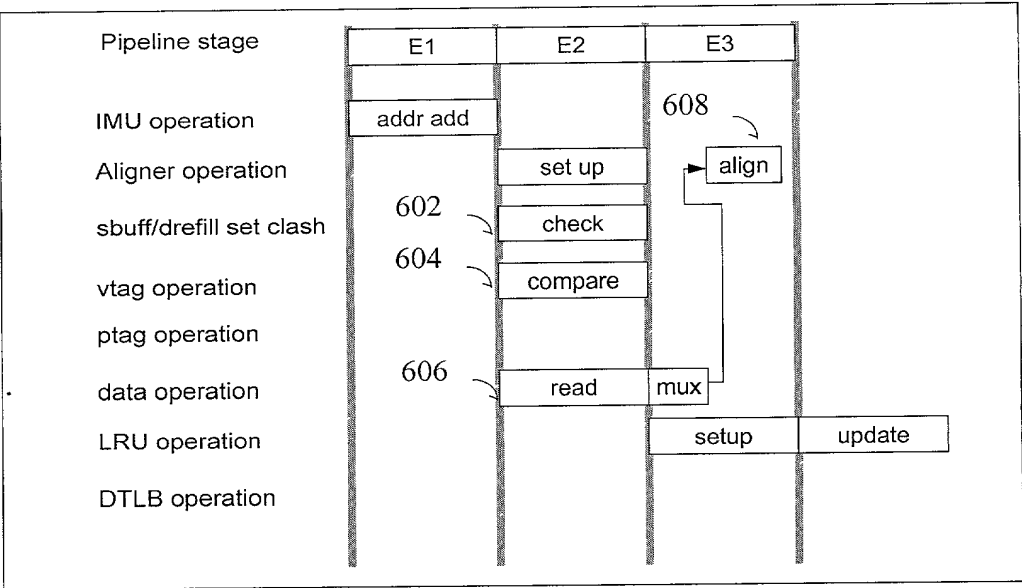 Pipeline stage E1 E2 E3
608
IMU operation addr add
Aligner operation set up align
602
sbuff/drefill set clash check
604
vtag operation compare
ptag operation
606
data operation read mux
LRU operation setup update
DTLB operation